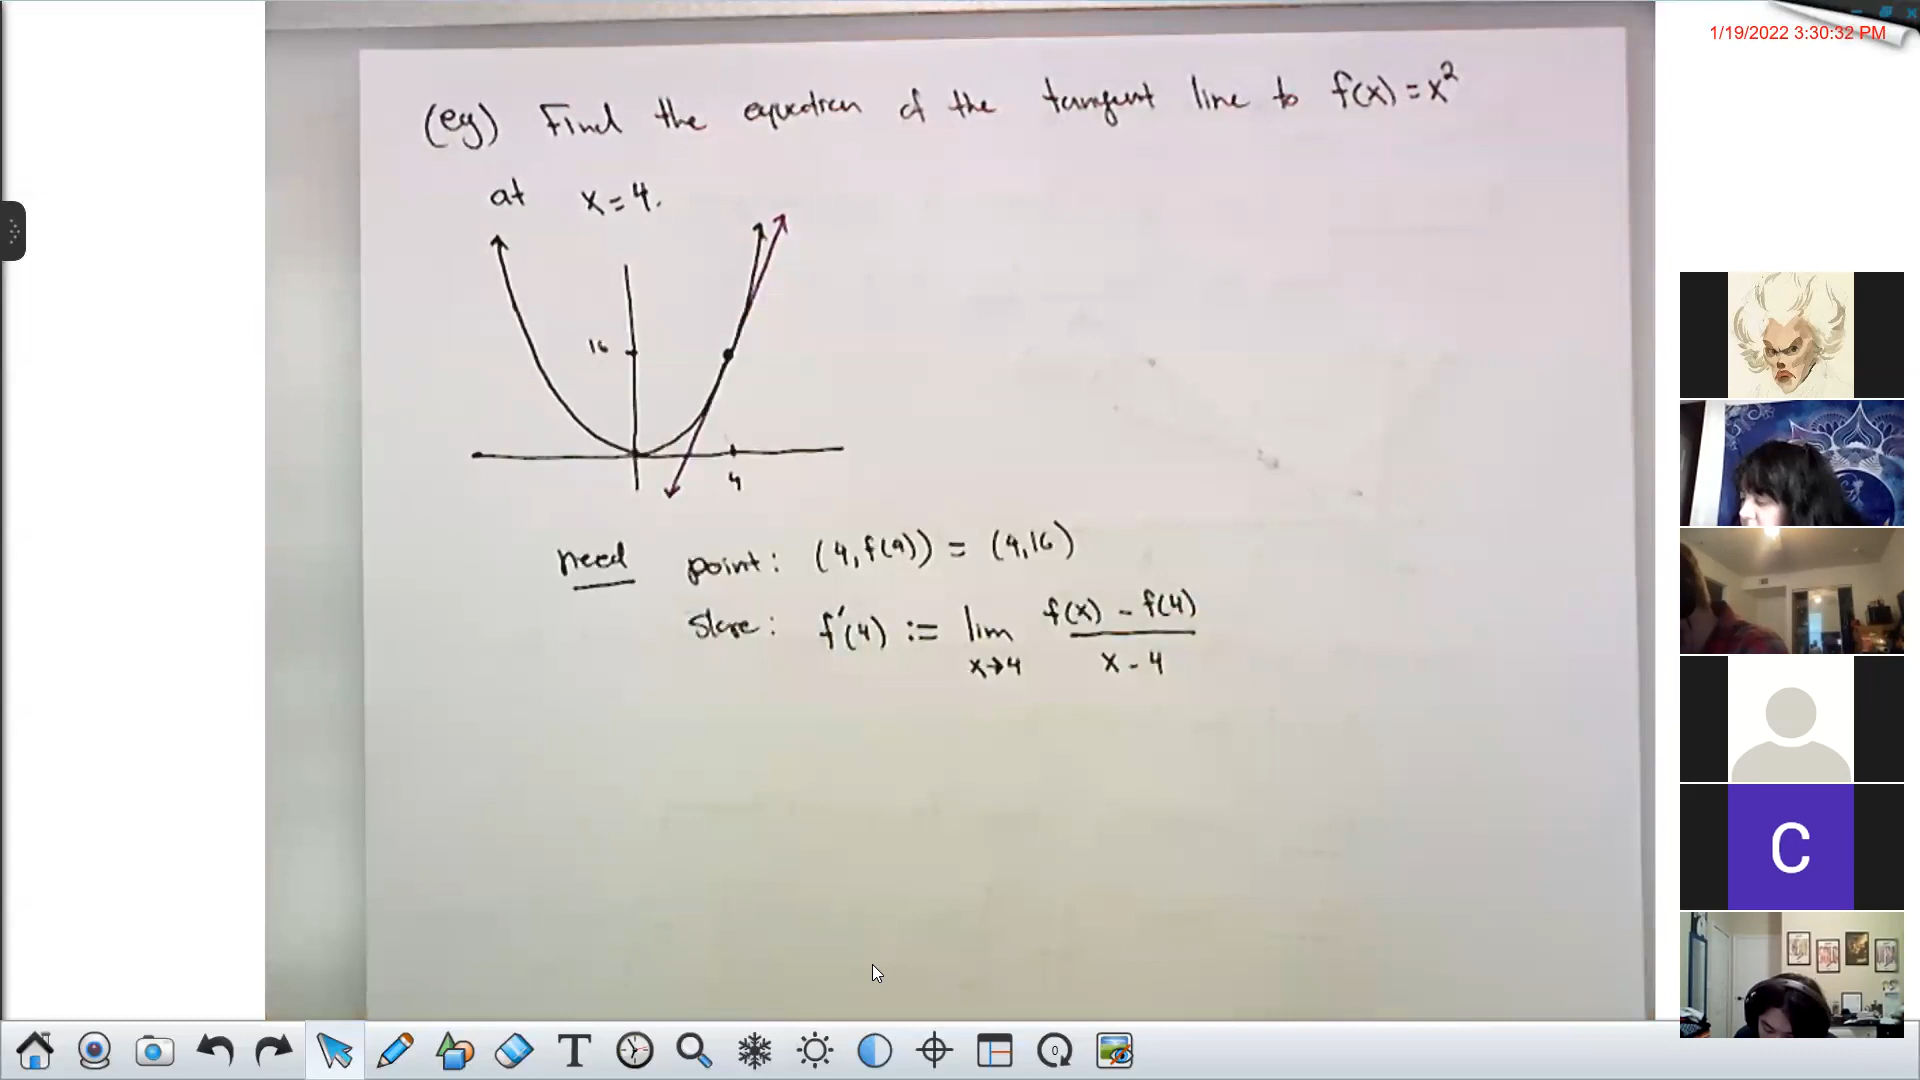 1/19/2022 3:30:32 PM
(eg) Find the equation of the tangent line to f(x) = x²
at x = 4.
16
4
need point: (4, f(4)) = (4, 16)
slope: f'(4) := lim x→4 f(x) - f(4) / x - 4
C
T
0